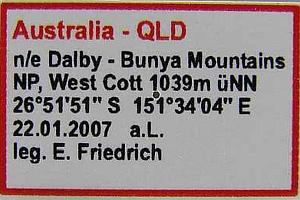 Australia - QLD
n/e Dalby - Bunya Mountains
NP, West Cott 1039m üNN
26°51'51" S 151°34'04" E
22.01.2007 a.L.
leg. E. Friedrich